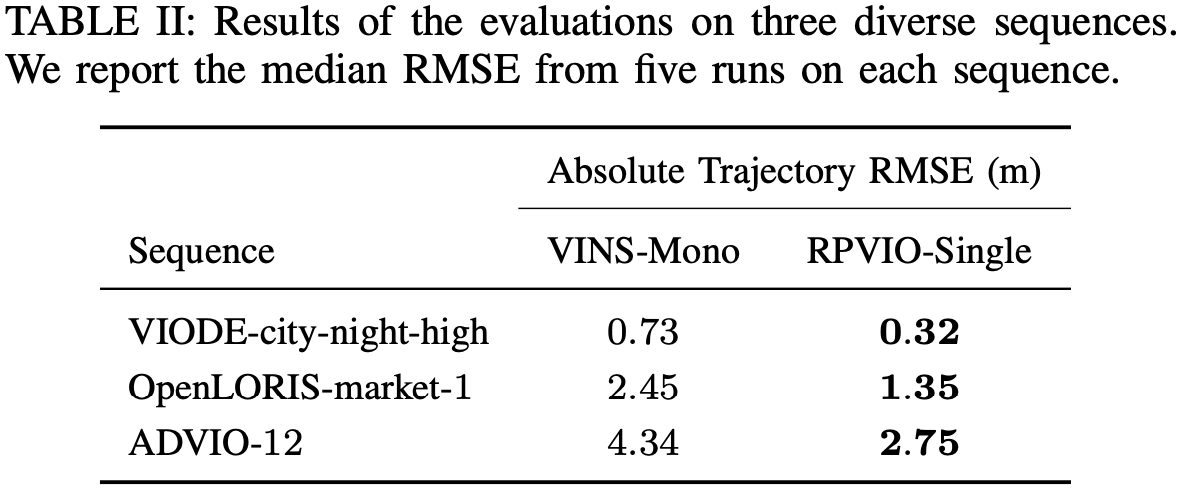 TABLE II: Results of the evaluations on three diverse sequences.
We report the median RMSE from five runs on each sequence.
Absolute Trajectory RMSE (m)
Sequence VINS-Mono RPVIO-Single
VIODE-city-night-high 0.73 0.32
OpenLORIS-market-1 2.45 1.35
ADVIO-12 4.34 2.75